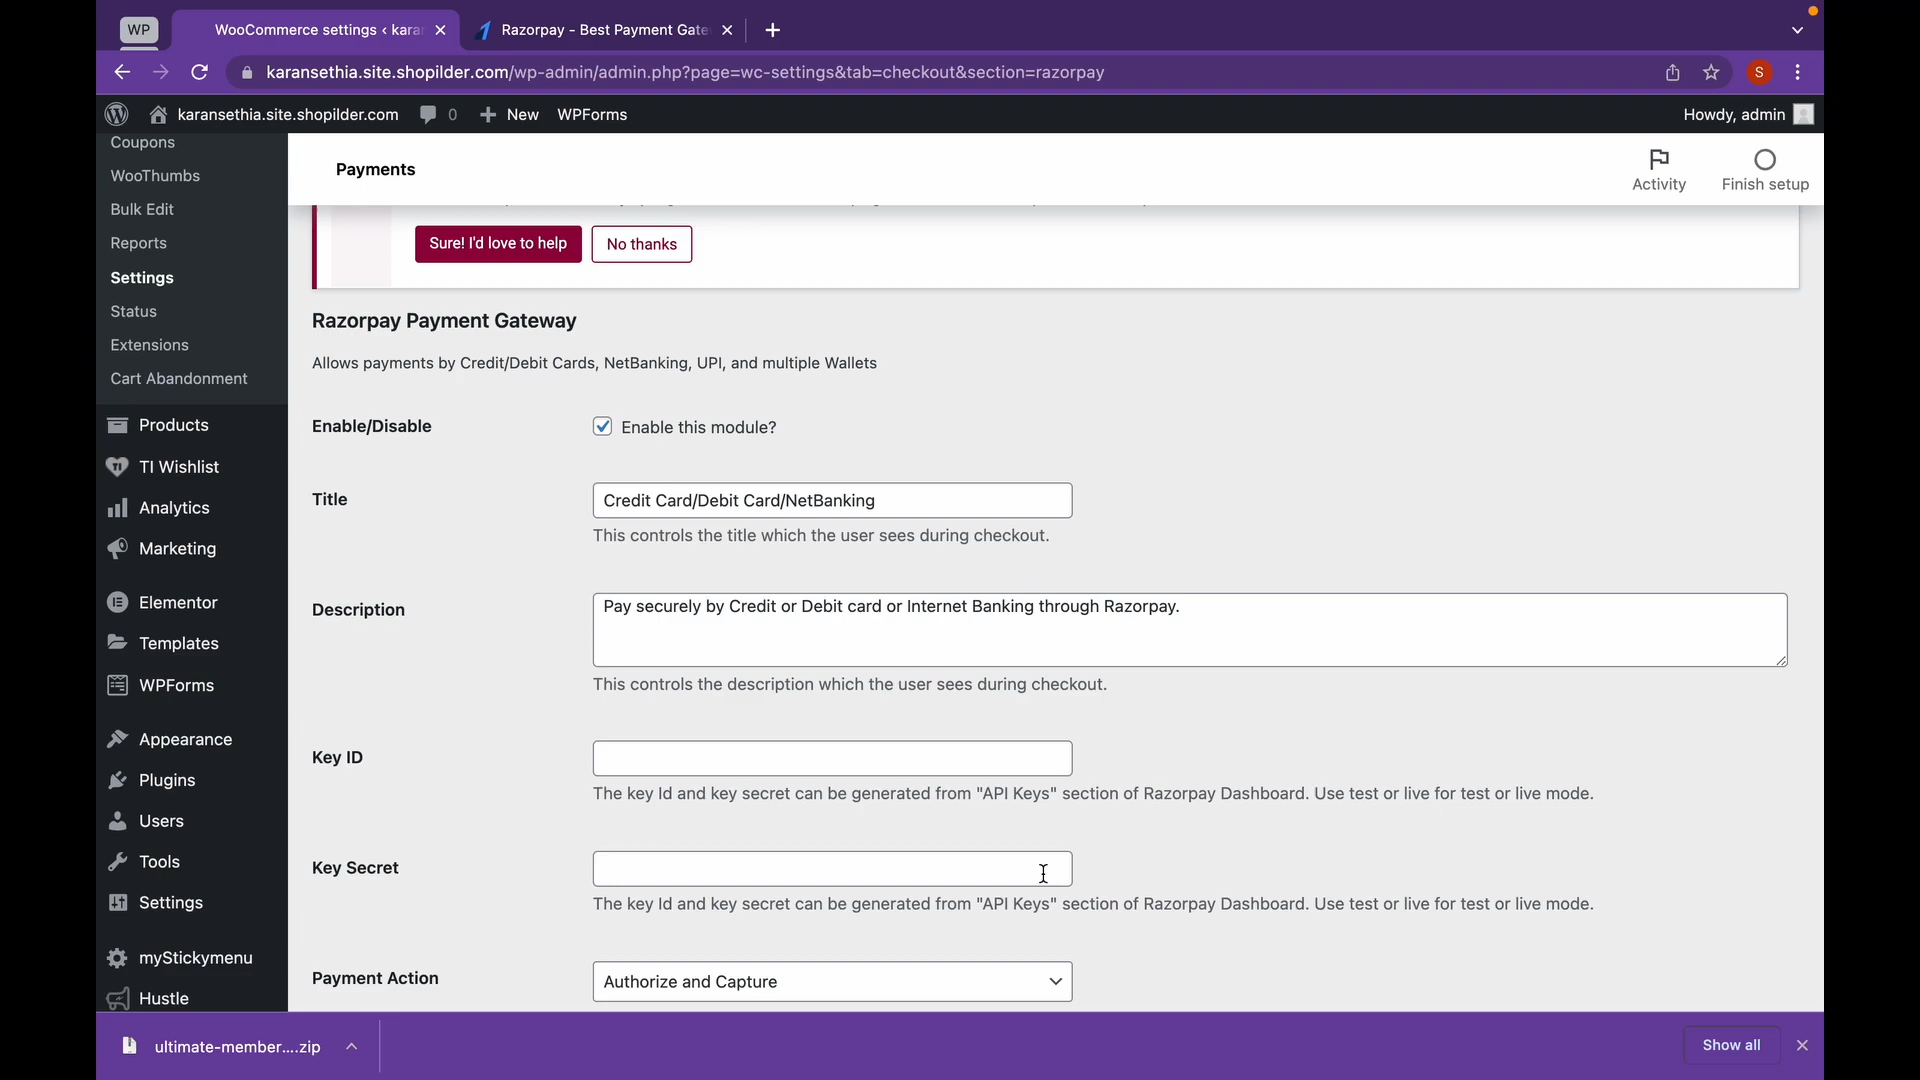 WP
WooCommerce settings ‹ kara
Razorpay - Best Payment Gate
karansethia.site.shopilder.com/wp-admin/admin.php?page=wc-settings&tab=checkout&section=razorpay
S
karansethia.site.shopilder.com
0
New
WPForms
Howdy, admin
Coupons
WooThumbs
Bulk Edit
Reports
Settings
Status
Extensions
Cart Abandonment
Products
TI Wishlist
Analytics
Marketing
Elementor
Templates
WPForms
Appearance
Plugins
Users
Tools
Settings
myStickymenu
Hustle
Payments
Activity
Finish setup
Sure! I'd love to help
No thanks
Razorpay Payment Gateway
Allows payments by Credit/Debit Cards, NetBanking, UPI, and multiple Wallets
Enable/Disable
Enable this module?
Title
Credit Card/Debit Card/NetBanking
This controls the title which the user sees during checkout.
Description
Pay securely by Credit or Debit card or Internet Banking through Razorpay.
This controls the description which the user sees during checkout.
Key ID
The key Id and key secret can be generated from "API Keys" section of Razorpay Dashboard. Use test or live for test or live mode.
Key Secret
The key Id and key secret can be generated from "API Keys" section of Razorpay Dashboard. Use test or live for test or live mode.
Payment Action
Authorize and Capture
ultimate-member....zip
Show all